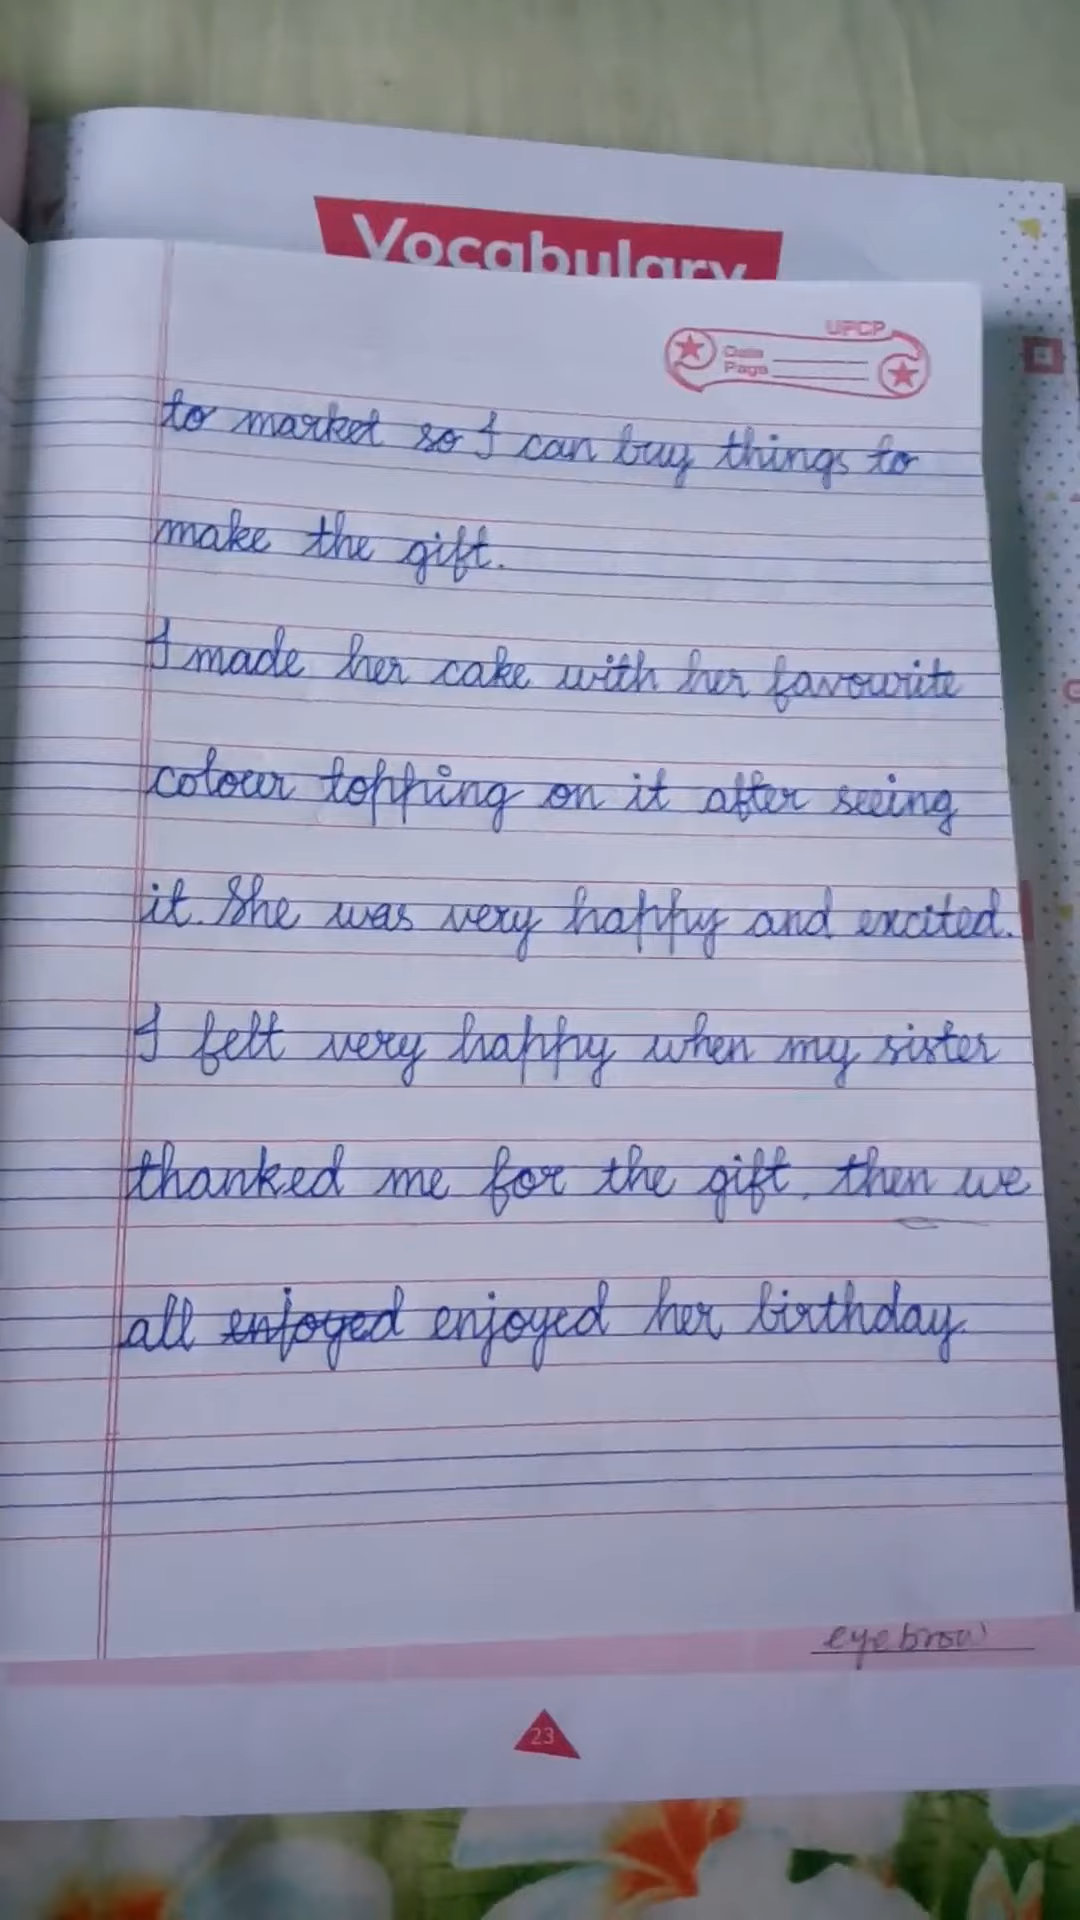 Vocabulary
UPCP
Date
Page
to market so I can buy things to
make the gift.
I made her cake with her favourite
colour topping on it after seeing
it. She was very happy and excited.
I felt very happy when my sister
thanked me for the gift. then we
all enjoyed enjoyed her birthday.
eyebrow
23